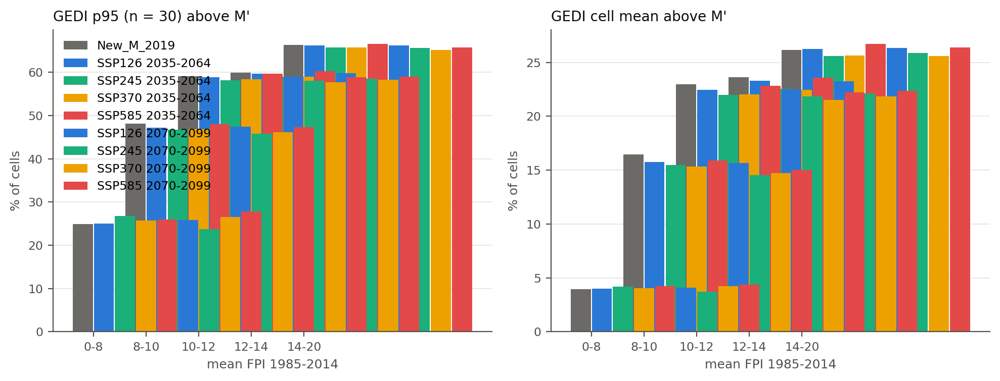 GEDI p95 (n = 30) above M'
New_M_2019
SSP126 2035-2064
SSP245 2035-2064
SSP370 2035-2064
SSP585 2035-2064
SSP126 2070-2099
SSP245 2070-2099
SSP370 2070-2099
SSP585 2070-2099
% of cells
60
50
40
30
20
10
0
0-8 8-10 10-12 12-14 14-20
mean FPI 1985-2014
GEDI cell mean above M'
% of cells
25
20
15
10
5
0
0-8 8-10 10-12 12-14 14-20
mean FPI 1985-2014